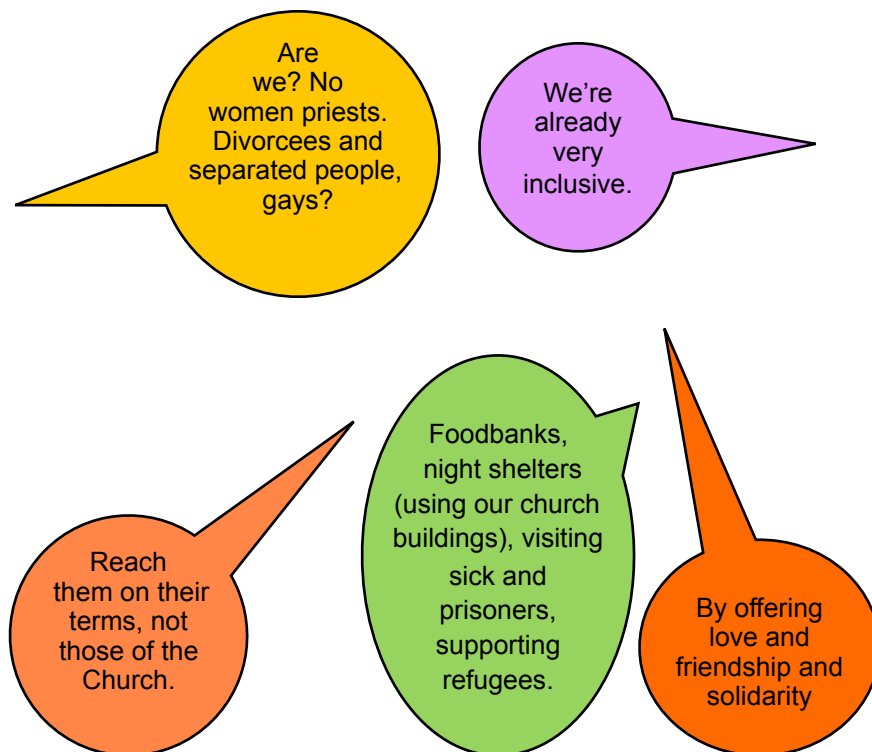 Are
we? No
women priests.
Divorcees and
separated people,
gays?
We’re
already
very
inclusive.
Reach
them on their
terms, not
those of the
Church.
Foodbanks,
night shelters
(using our church
buildings), visiting
sick and
prisoners,
supporting
refugees.
By offering
love and
friendship and
solidarity